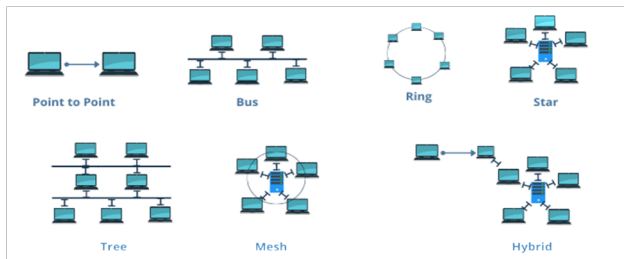 Point to Point
Bus
Ring
Star
Tree
Mesh
Hybrid